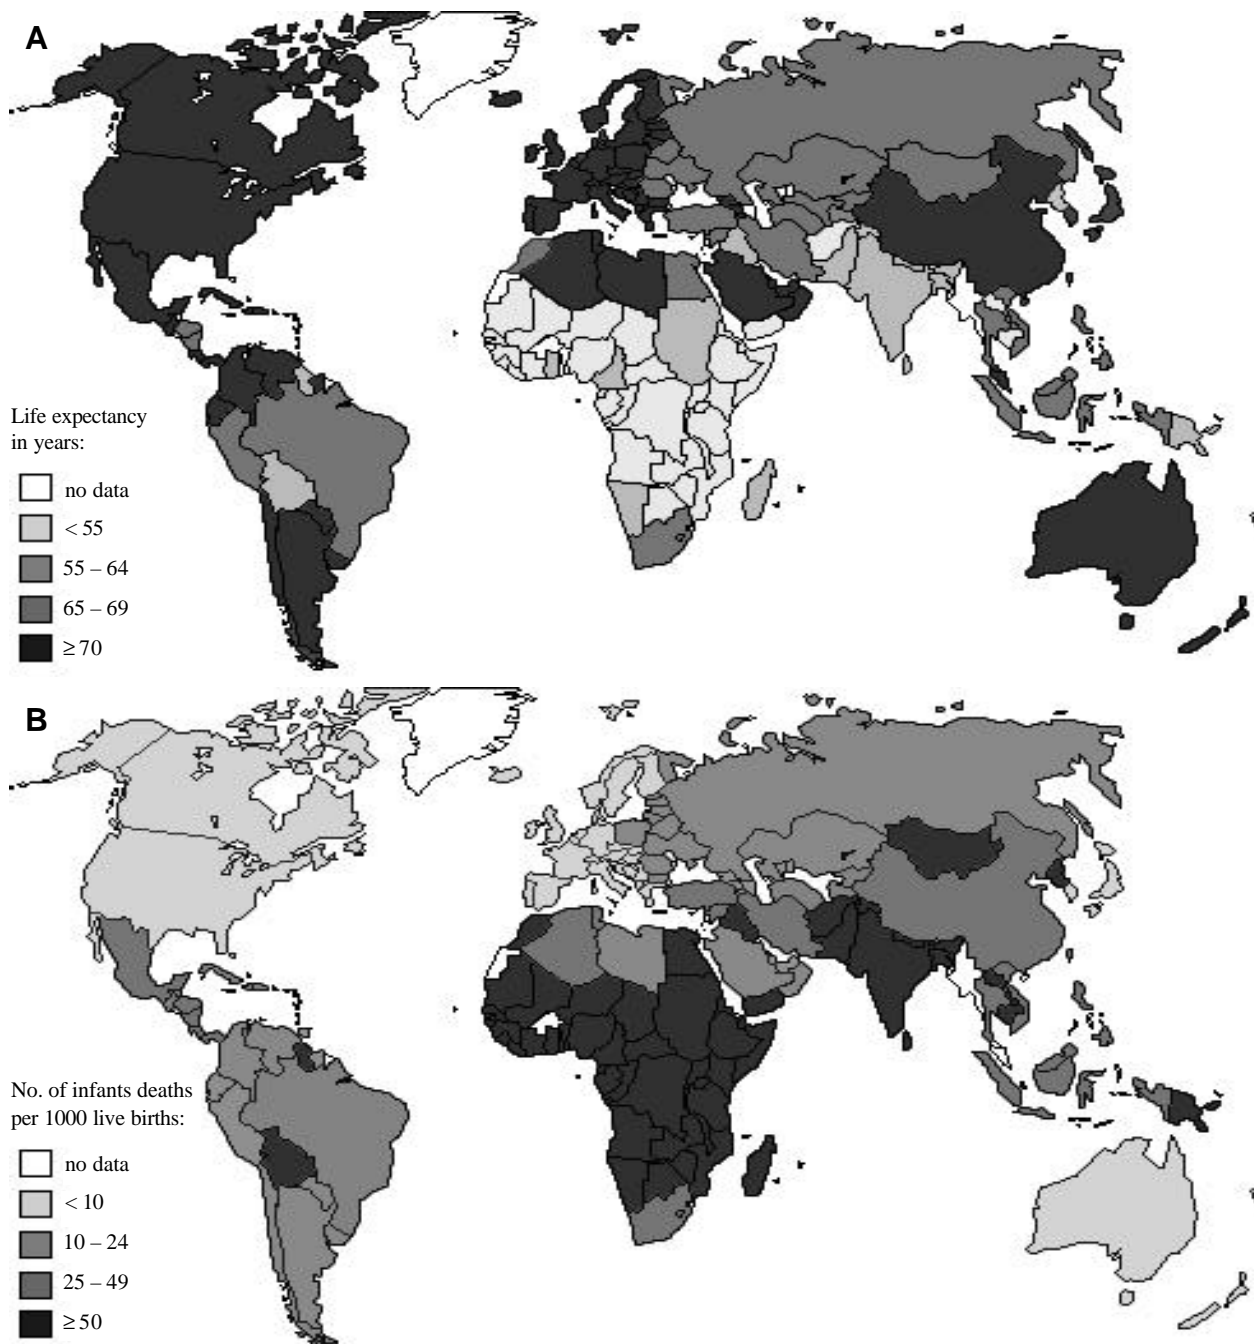 A
Life expectancy
in years:
no data
< 55
55 – 64
65 – 69
≥ 70
B
No. of infants deaths
per 1000 live births:
no data
< 10
10 – 24
25 – 49
≥ 50